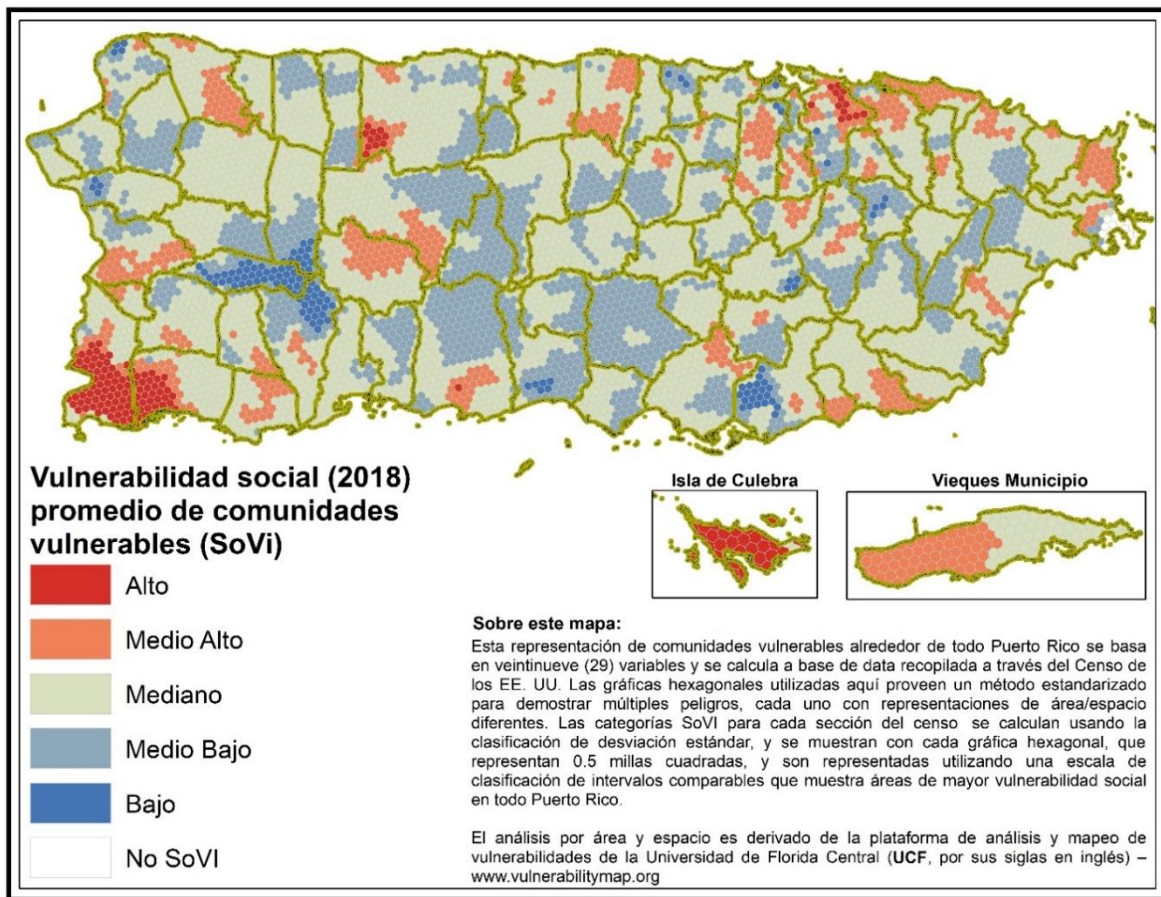 Isla de Culebra
Vieques Municipio
Vulnerabilidad social (2018)
promedio de comunidades
vulnerables (SoVi)
Alto
Medio Alto
Mediano
Medio Bajo
Bajo
No SoVI
Sobre este mapa:
Esta representación de comunidades vulnerables alrededor de todo Puerto Rico se basa
en veintinueve (29) variables y se calcula a base de data recopilada a través del Censo de
los EE. UU. Las gráficas hexagonales utilizadas aquí proveen un método estandarizado
para demostrar múltiples peligros, cada uno con representaciones de área/espacio
diferentes. Las categorías SoVI para cada sección del censo se calculan usando la
clasificación de desviación estándar, y se muestran con cada gráfica hexagonal, que
representan 0.5 millas cuadradas, y son representadas utilizando una escala de
clasificación de intervalos comparables que muestra áreas de mayor vulnerabilidad social
en todo Puerto Rico.
El análisis por área y espacio es derivado de la plataforma de análisis y mapeo de
vulnerabilidades de la Universidad de Florida Central (UCF, por sus siglas en inglés) –
www.vulnerabilitymap.org